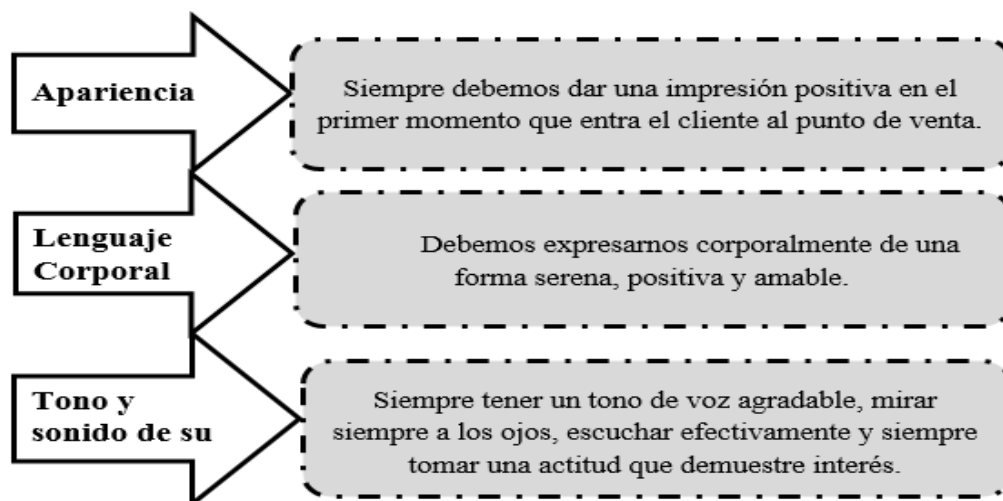 Apariencia
Siempre debemos dar una impresión positiva en el
primer momento que entra el cliente al punto de venta.
Lenguaje
Corporal
Debemos expresarnos corporalmente de una
forma serena, positiva y amable.
Tono y
sonido de su
Siempre tener un tono de voz agradable, mirar
siempre a los ojos, escuchar efectivamente y siempre
tomar una actitud que demuestre interés.